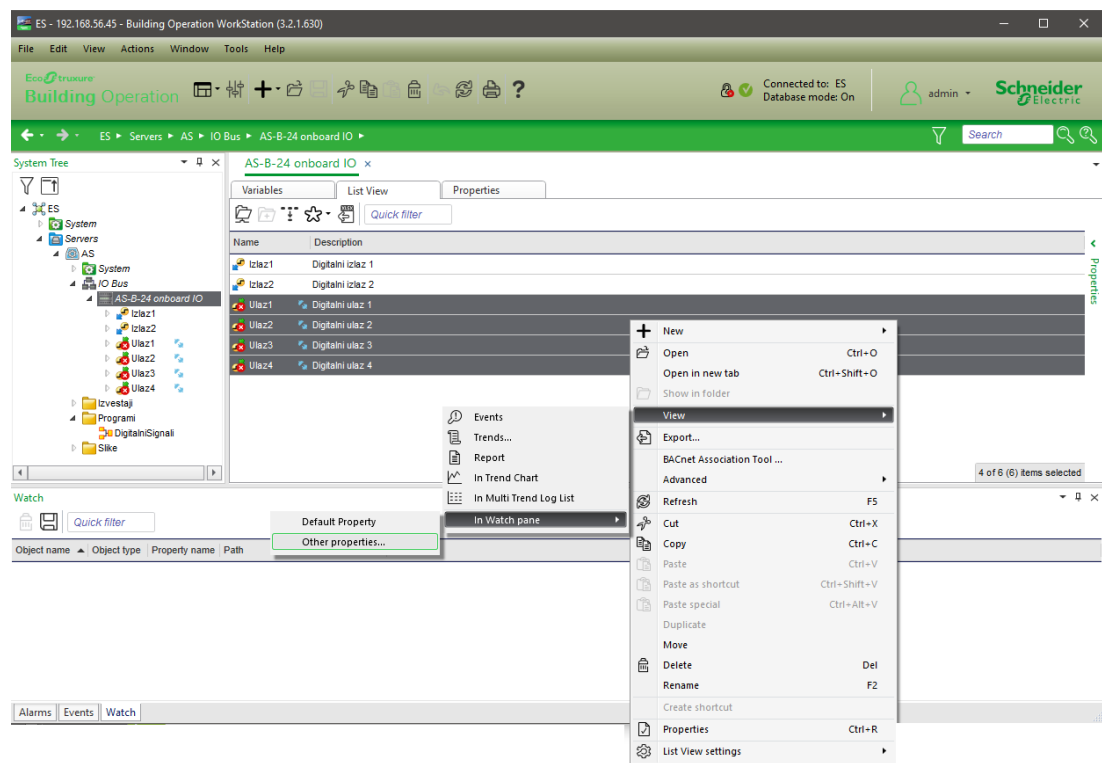 ES - 192.168.56.45 - Building Operation WorkStation (3.2.1.630)
File Edit View Actions Window Tools Help
EcoStruxure
Building Operation
Connected to: ES
Database mode: On
admin
Schneider
Electric
ES ▸ Servers ▸ AS ▸ IO Bus ▸ AS-B-24 onboard IO ▸
Search
System Tree
ES
System
Servers
AS
System
IO Bus
AS-B-24 onboard IO
Izlaz1
Izlaz2
Ulaz1
Ulaz2
Ulaz3
Ulaz4
Izvestaji
Programi
DigitalniSignali
Slike
AS-B-24 onboard IO
Variables List View Properties
Quick filter
Name Description
Izlaz1 Digitalni izlaz 1
Izlaz2 Digitalni izlaz 2
Ulaz1 Digitalni ulaz 1
Ulaz2 Digitalni ulaz 2
Ulaz3 Digitalni ulaz 3
Ulaz4 Digitalni ulaz 4
4 of 6 (6) items selected
Properties
New
Open Ctrl+O
Open in new tab Ctrl+Shift+O
Show in folder
View
Export...
BACnet Association Tool ...
Advanced
Refresh F5
Cut Ctrl+X
Copy Ctrl+C
Paste Ctrl+V
Paste as shortcut Ctrl+Shift+V
Paste special Ctrl+Alt+V
Duplicate
Move
Delete Del
Rename F2
Create shortcut
Properties Ctrl+R
List View settings
Events
Trends...
Report
In Trend Chart
In Multi Trend Log List
In Watch pane
Default Property
Other properties...
Watch
Quick filter
Object name Object type Property name Path
Alarms Events Watch